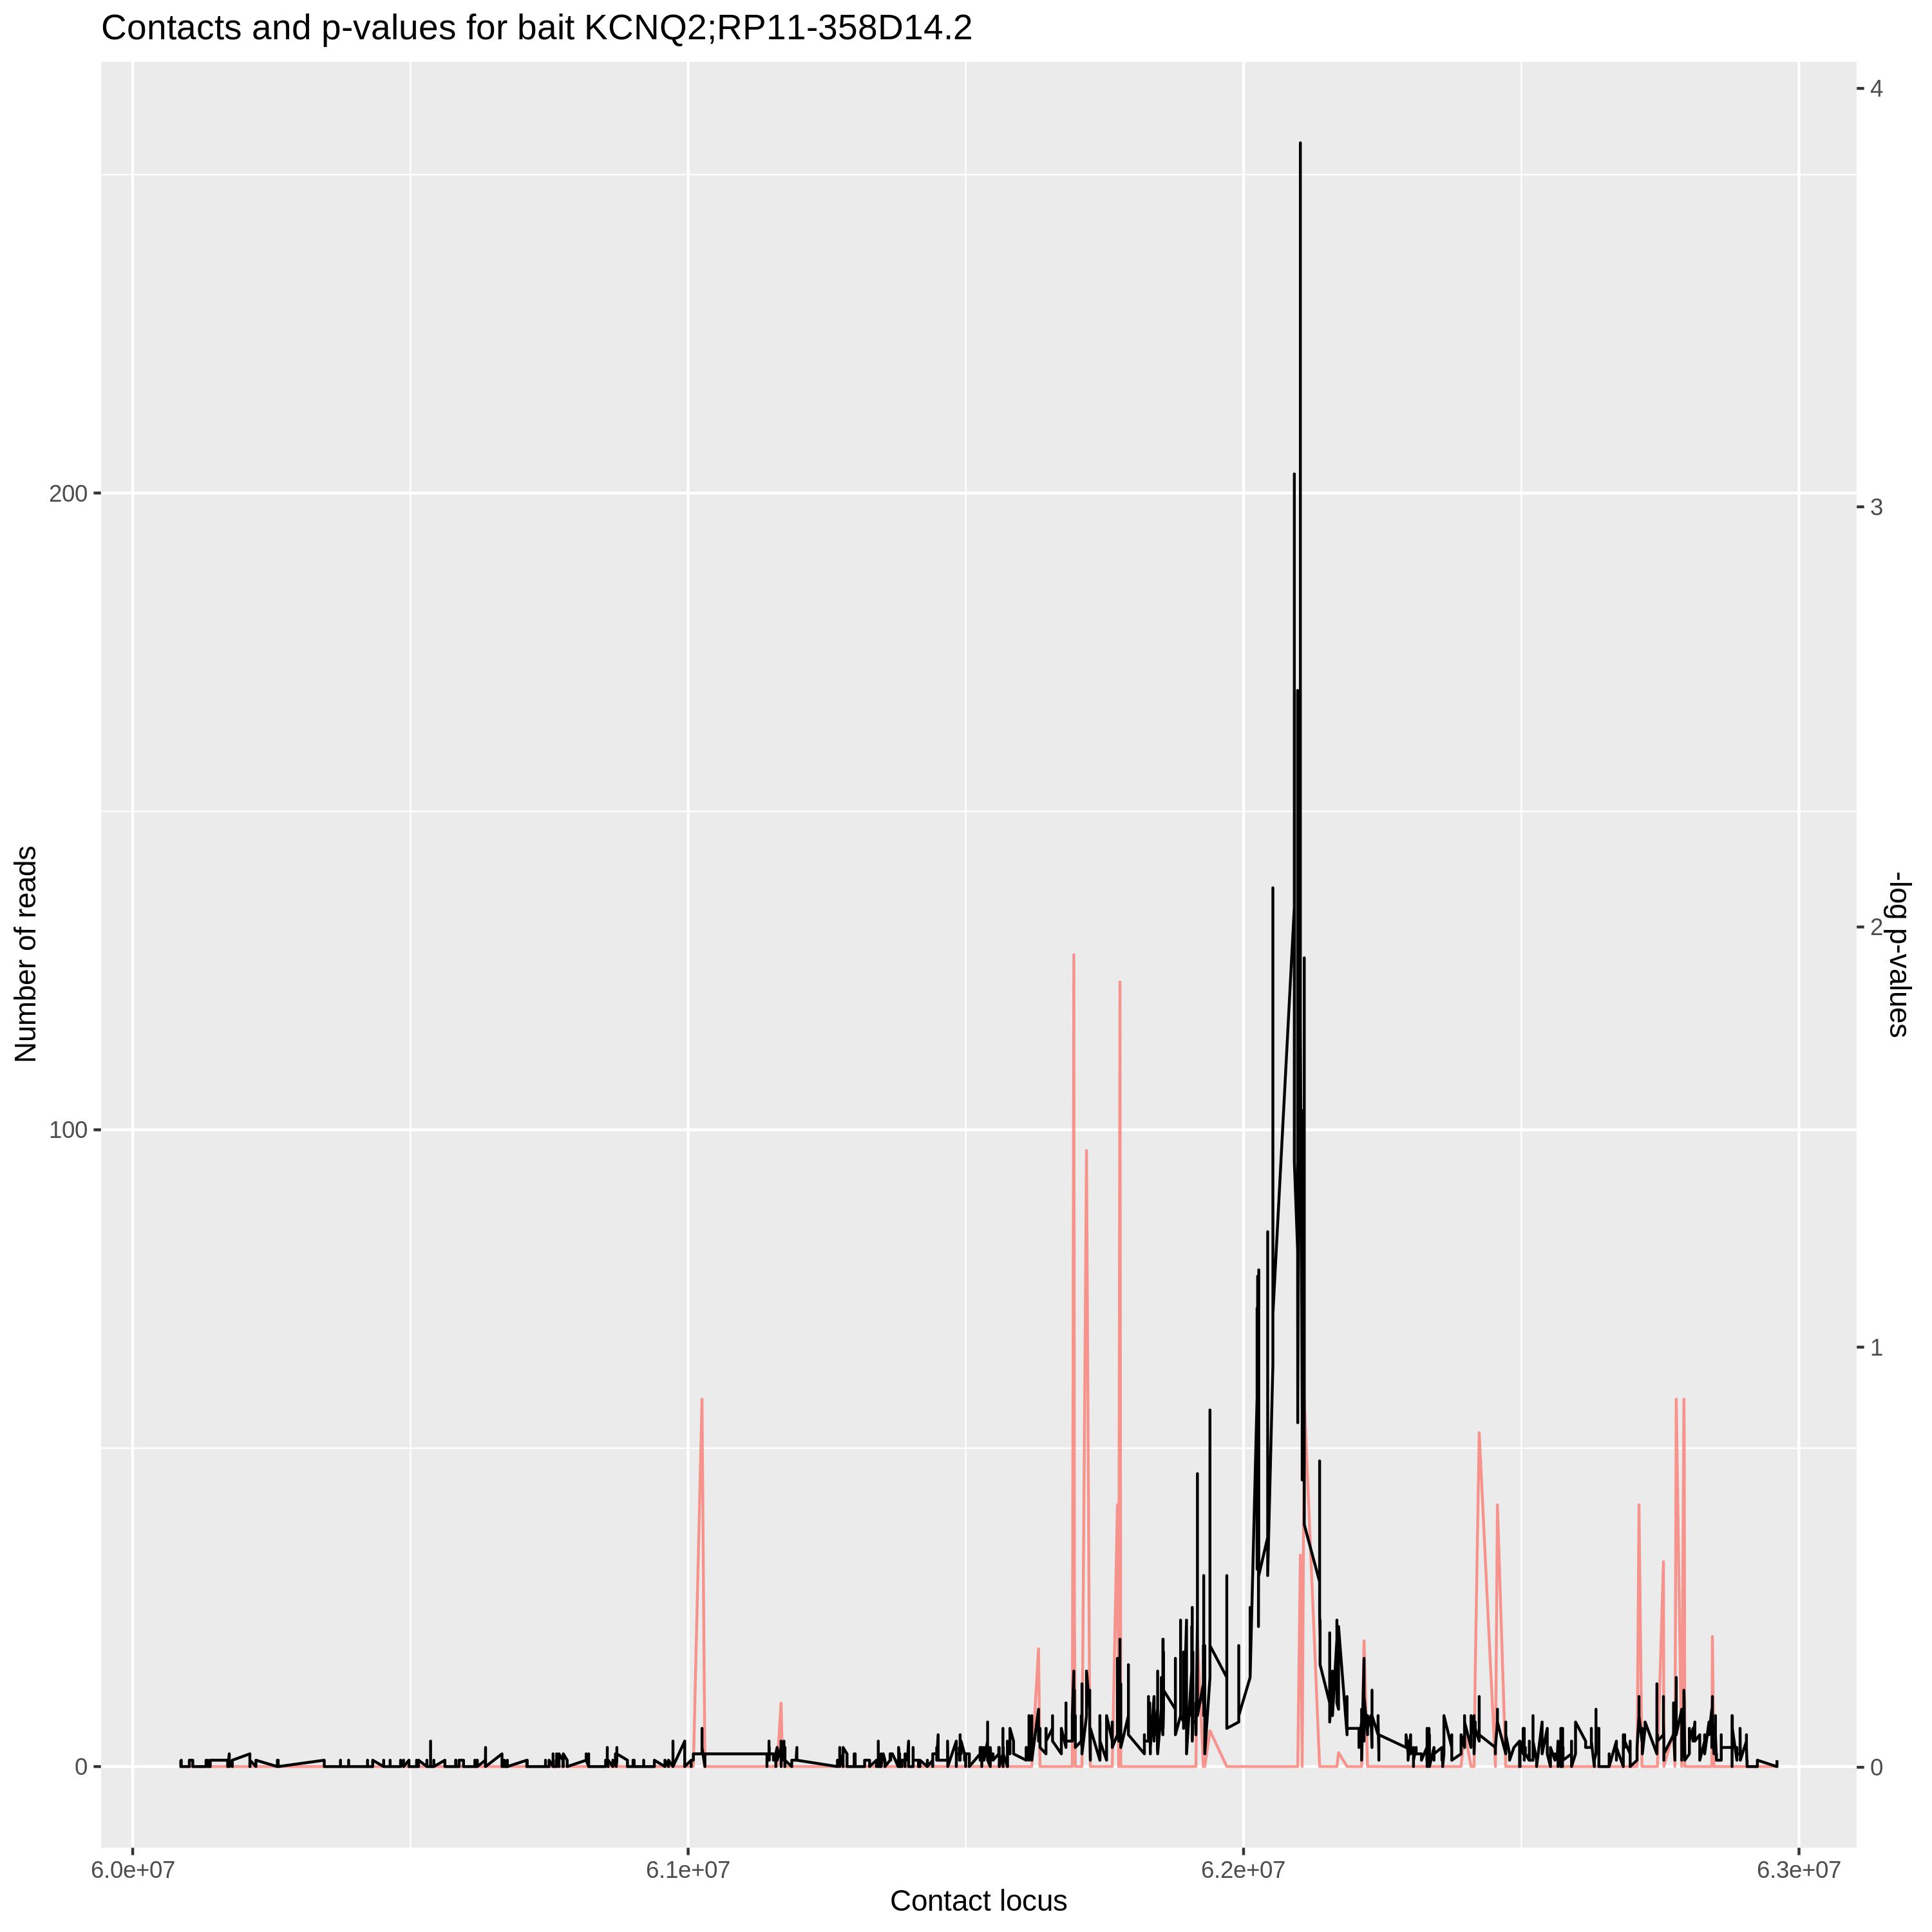 Contacts and p-values for bait KCNQ2;RP11-358D14.2
Number of reads
200
100
0
4
3
2
1
0
-log p-values
6.0e+07
6.1e+07
6.2e+07
6.3e+07
Contact locus